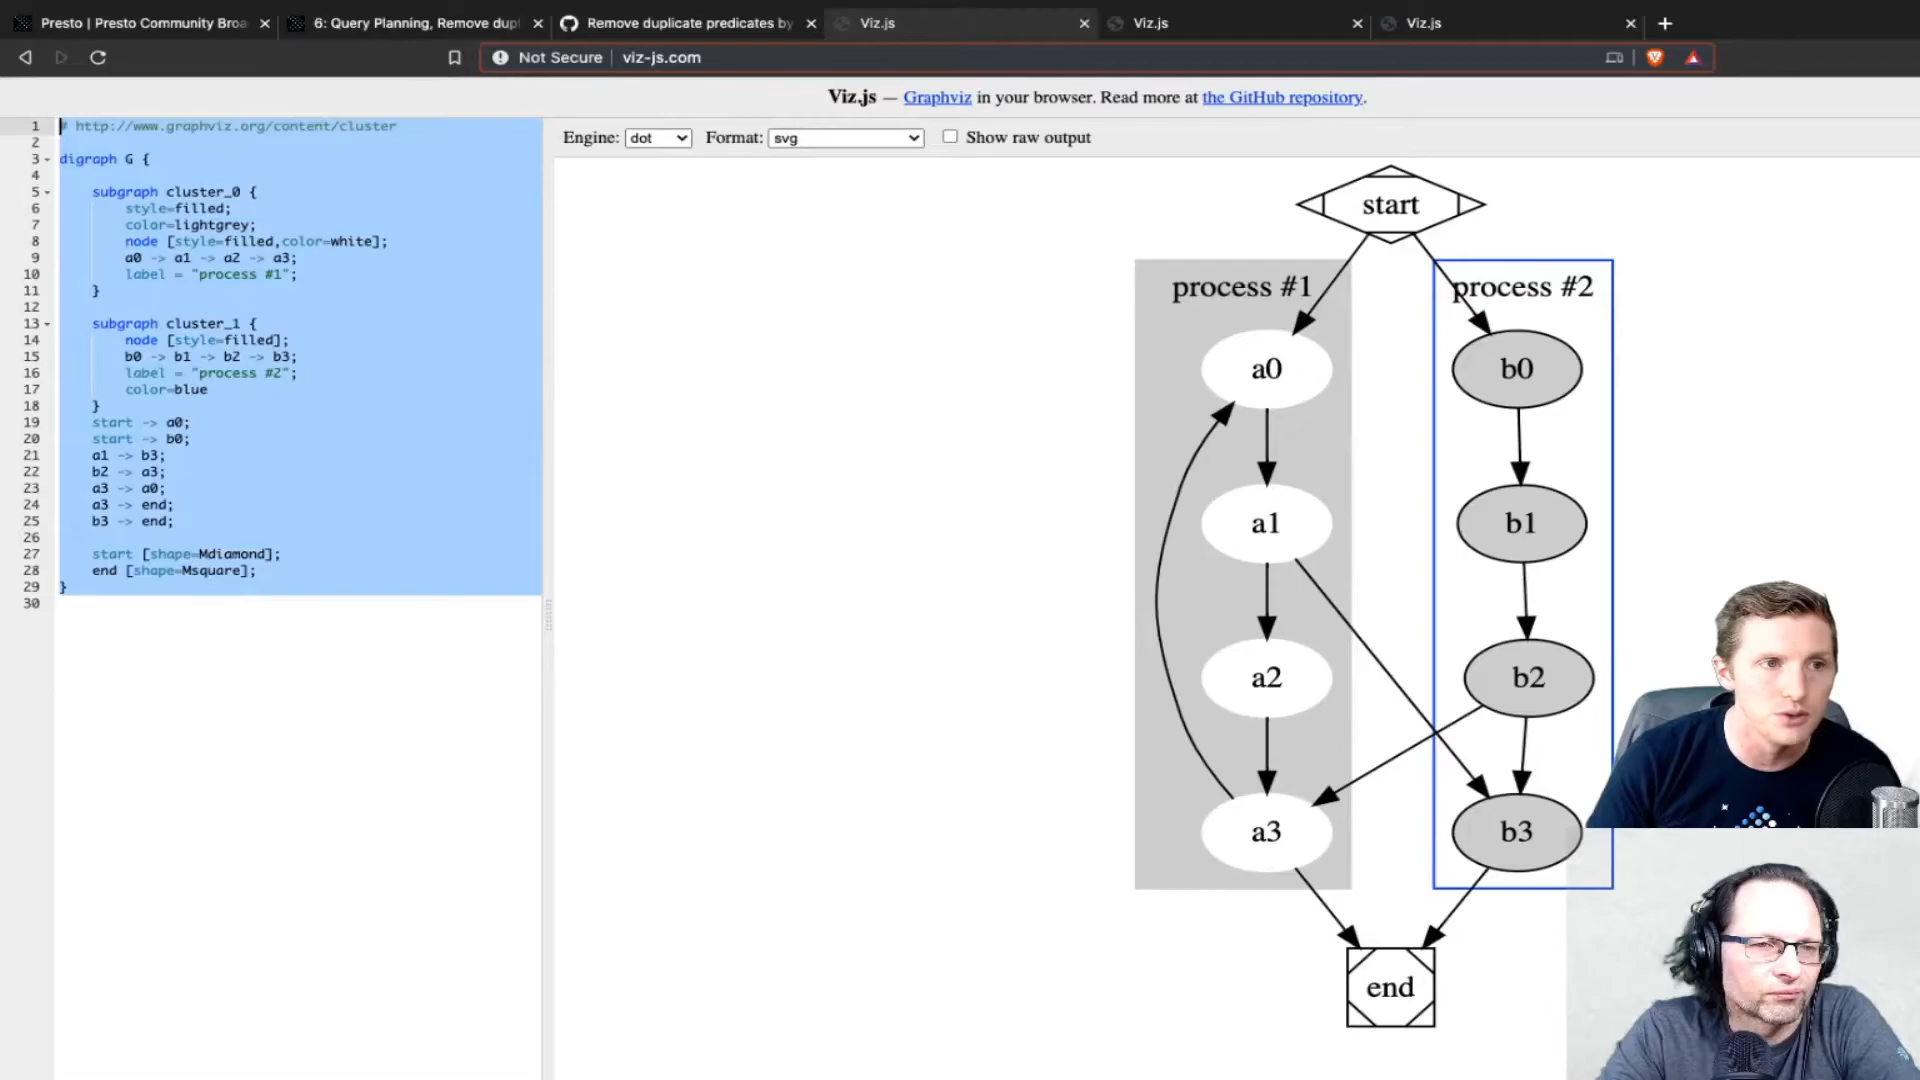 Presto | Presto Community Broa
6: Query Planning, Remove dup
Remove duplicate predicates by
Viz.js
Viz.js
Viz.js
Not Secure | viz-js.com
Viz.js — Graphviz in your browser. Read more at the GitHub repository.
Engine: dot Format: svg Show raw output
1 # http://www.graphviz.org/content/cluster
2
3 digraph G {
4
5 subgraph cluster_0 {
6 style=filled;
7 color=lightgrey;
8 node [style=filled,color=white];
9 a0 -> a1 -> a2 -> a3;
10 label = "process #1";
11 }
12
13 subgraph cluster_1 {
14 node [style=filled];
15 b0 -> b1 -> b2 -> b3;
16 label = "process #2";
17 color=blue
18 }
19 start -> a0;
20 start -> b0;
21 a1 -> b3;
22 b2 -> a3;
23 a3 -> a0;
24 a3 -> end;
25 b3 -> end;
26
27 start [shape=Mdiamond];
28 end [shape=Msquare];
29 }
30
start
process #1
process #2
a0
b0
a1
b1
a2
b2
a3
b3
end